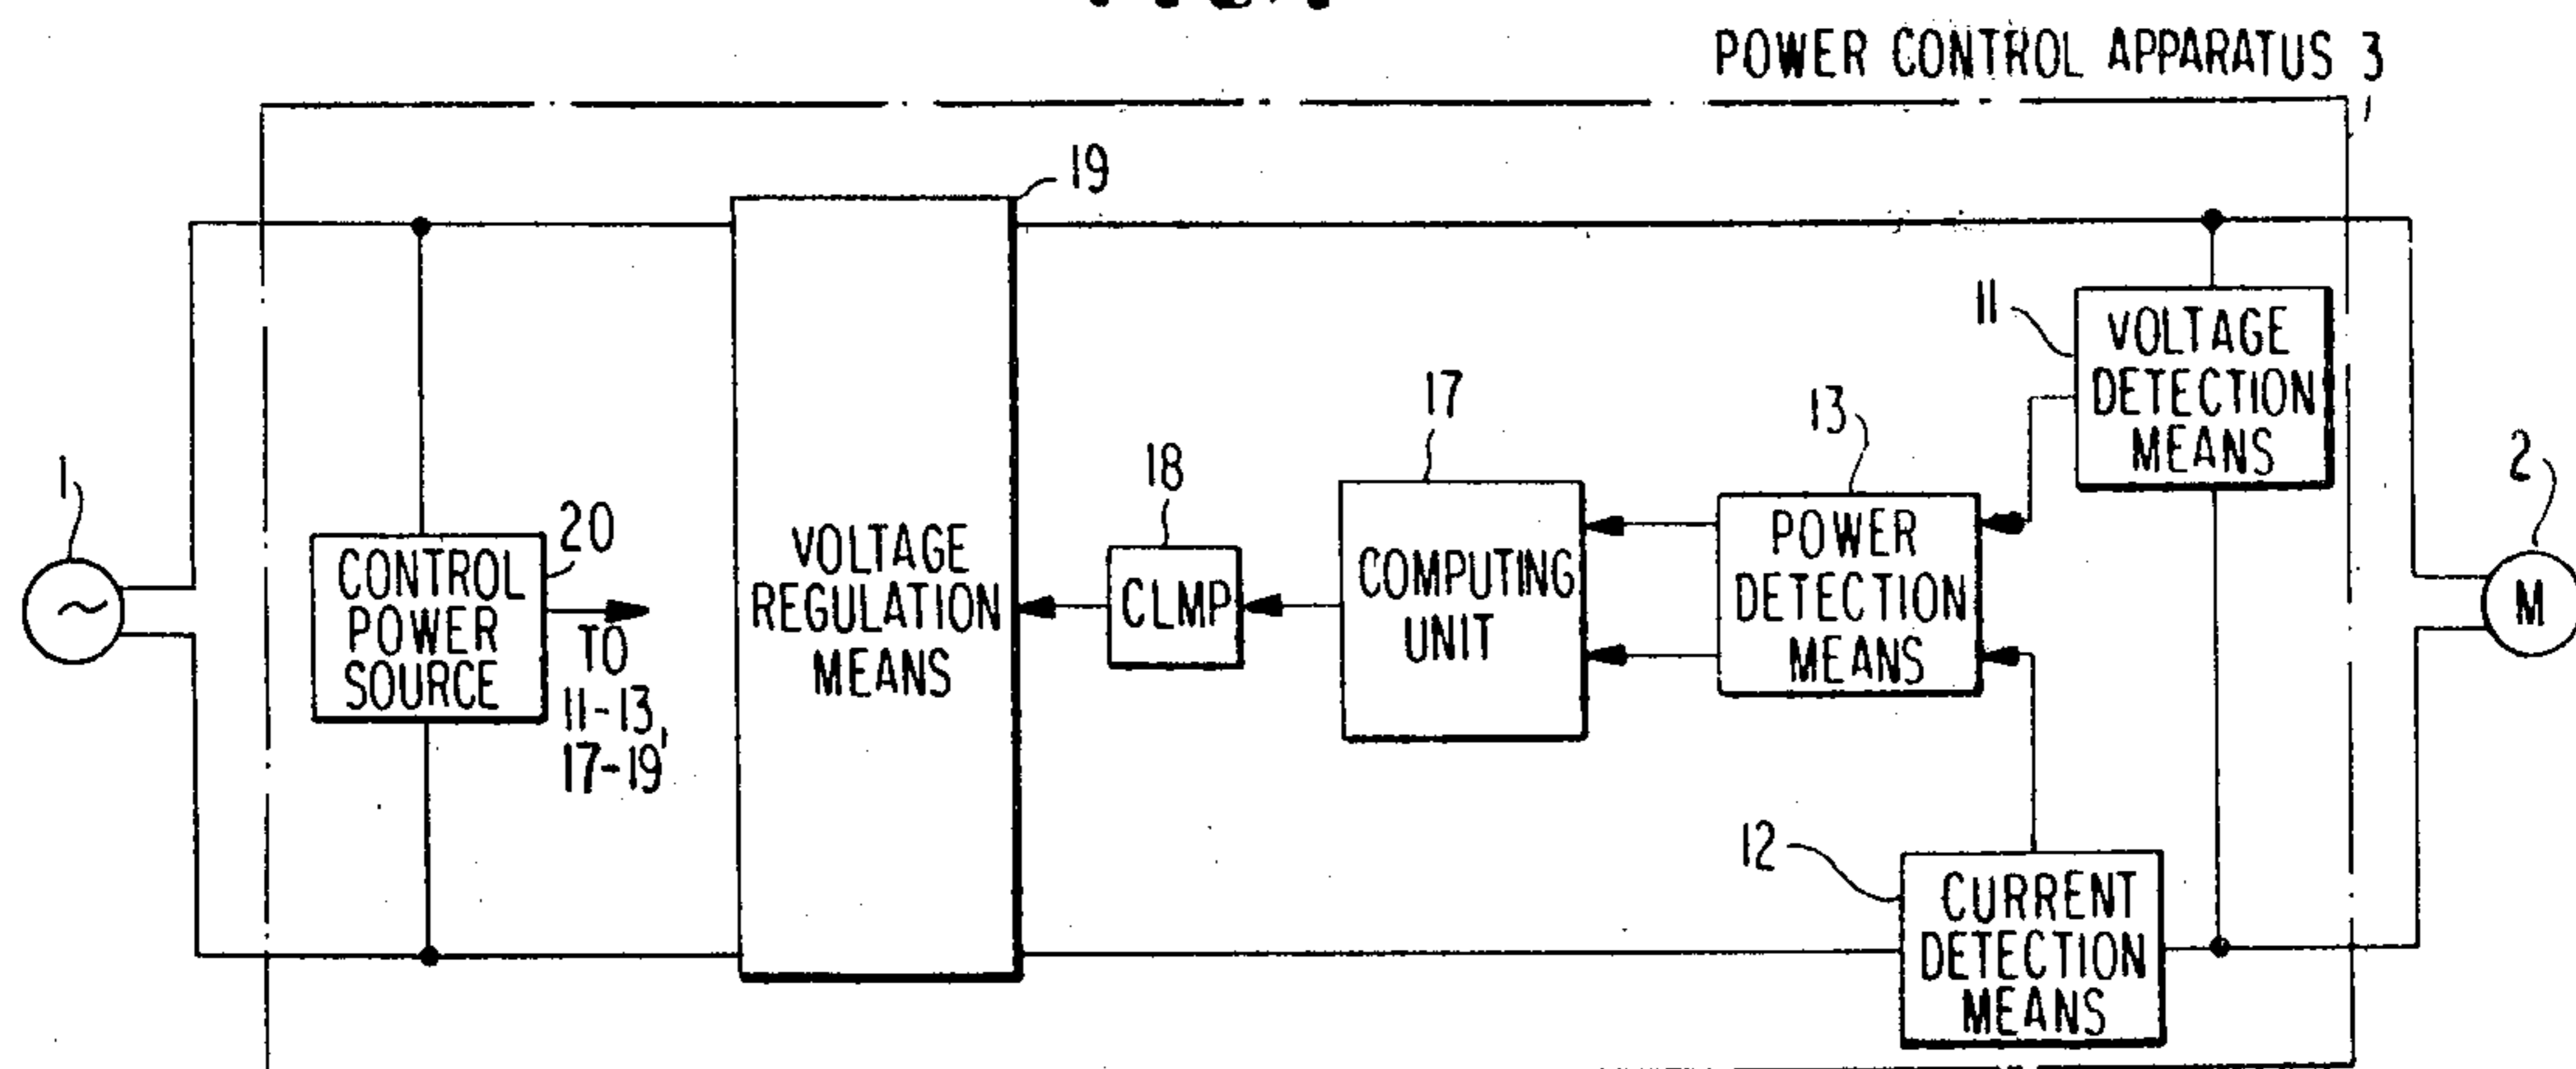 POWER CONTROL APPARATUS 3
19
11
VOLTAGE
DETECTION
MEANS
17
13
18
1
2
20
CONTROL
POWER
SOURCE
TO
11-13,
17-19
VOLTAGE
REGULATION
MEANS
CLMP
COMPUTING
UNIT
POWER
DETECTION
MEANS
M
12
CURRENT
DETECTION
MEANS